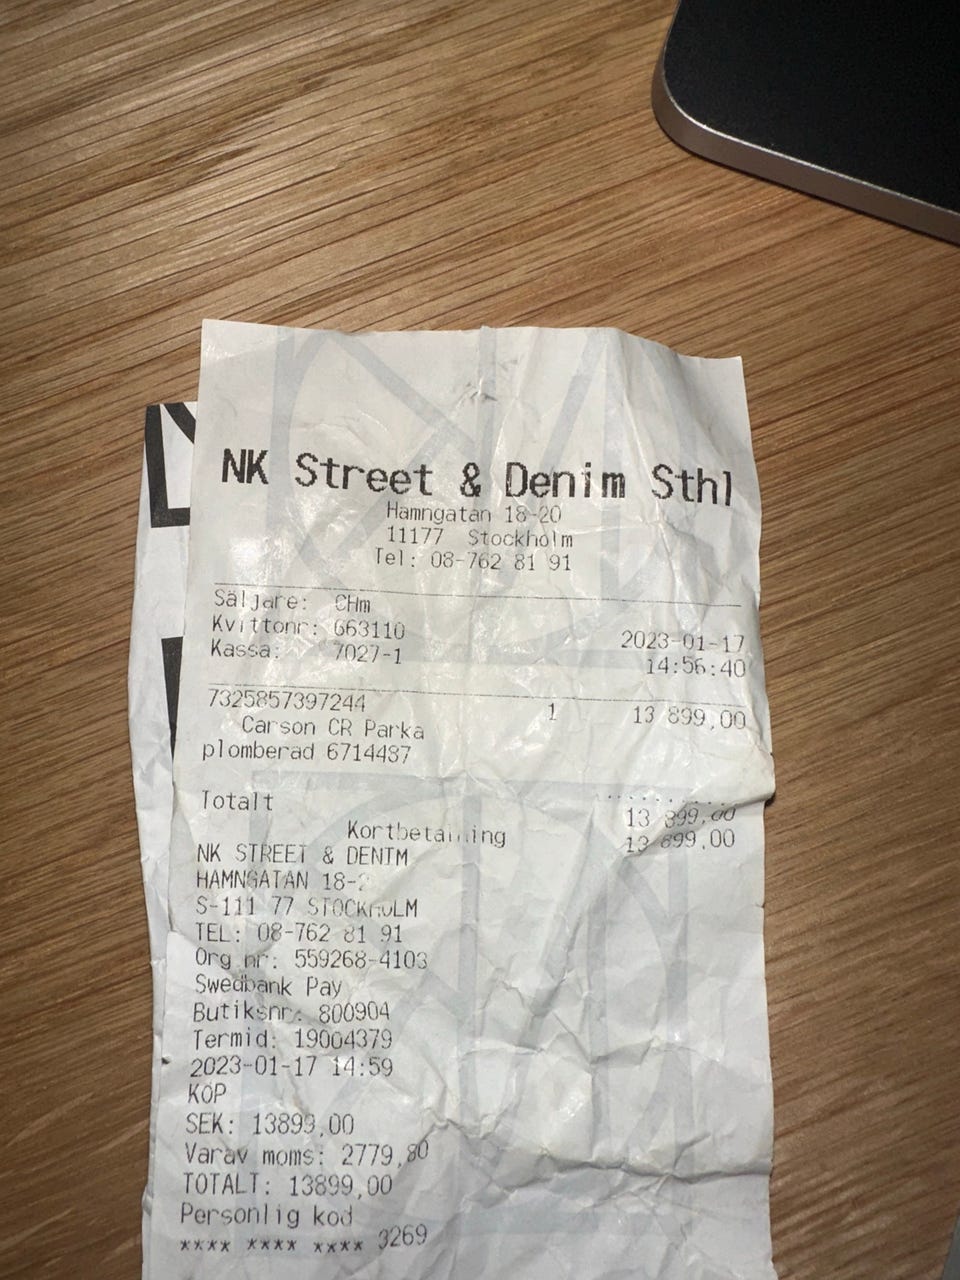 NK Street & Denim Sthl
Hamngatan 18-20
11177 Stockholm
Tel: 08-762 81 91
Säljare: CHm
Kvittonr: 663110 2023-01-17
Kassa: 7027-1 14:56:40
7325857397244 1 13 899,00
Carson CR Parka
plomberad 6714487
Totalt 13 899,00
Kortbetalning 13 899,00
NK STREET & DENIM
HAMNGATAN 18-2
S-111 77 STOCKHOLM
TEL: 08-762 81 91
Org nr: 559268-4103
Swedbank Pay
Butiksnr: 800904
Termid: 19004379
2023-01-17 14:59
KÖP
SEK: 13899,00
Varav moms: 2779,80
TOTALT: 13899,00
Personlig kod
**** **** **** 3269